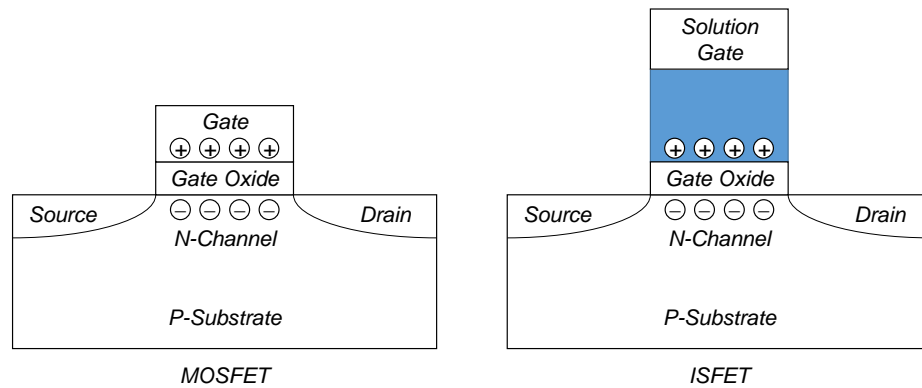 Gate
+ + + +
Gate Oxide
Source
− − − −
Drain
N-Channel
P-Substrate
MOSFET
Solution
Gate
+ + + +
Gate Oxide
Source
− − − −
Drain
N-Channel
P-Substrate
ISFET